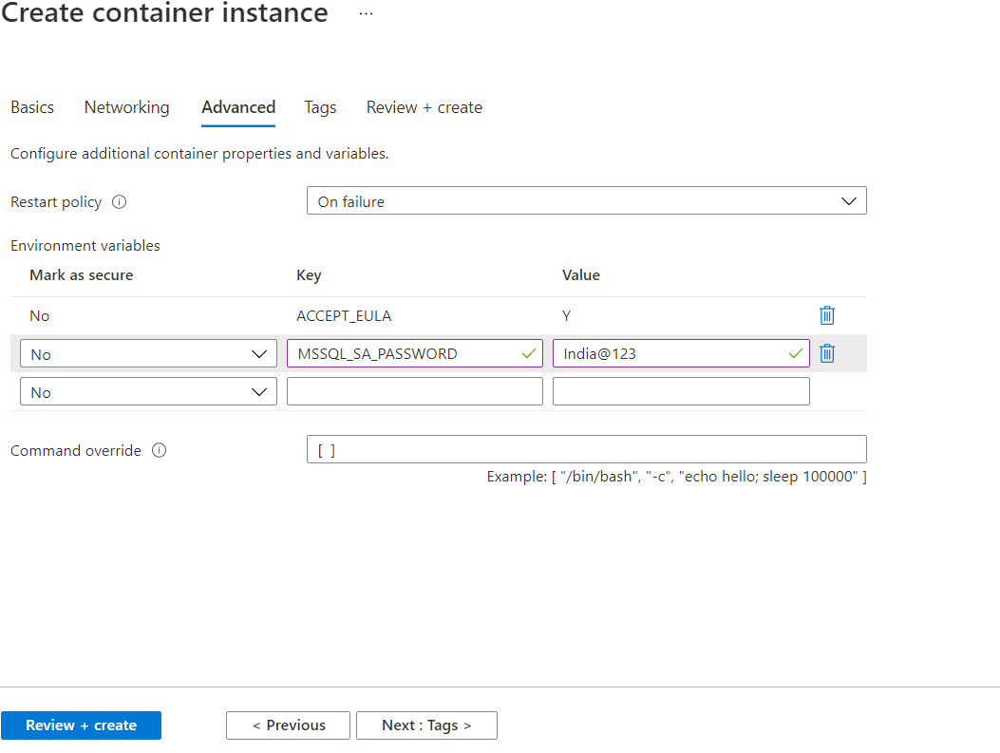 Create container instance ...
Basics Networking Advanced Tags Review + create
Configure additional container properties and variables.
Restart policy On failure
Environment variables
Mark as secure Key Value
No ACCEPT_EULA Y
No MSSQL_SA_PASSWORD India@123
No
Command override [ ]
Example: [ "/bin/bash", "-c", "echo hello; sleep 100000" ]
Review + create < Previous Next : Tags >